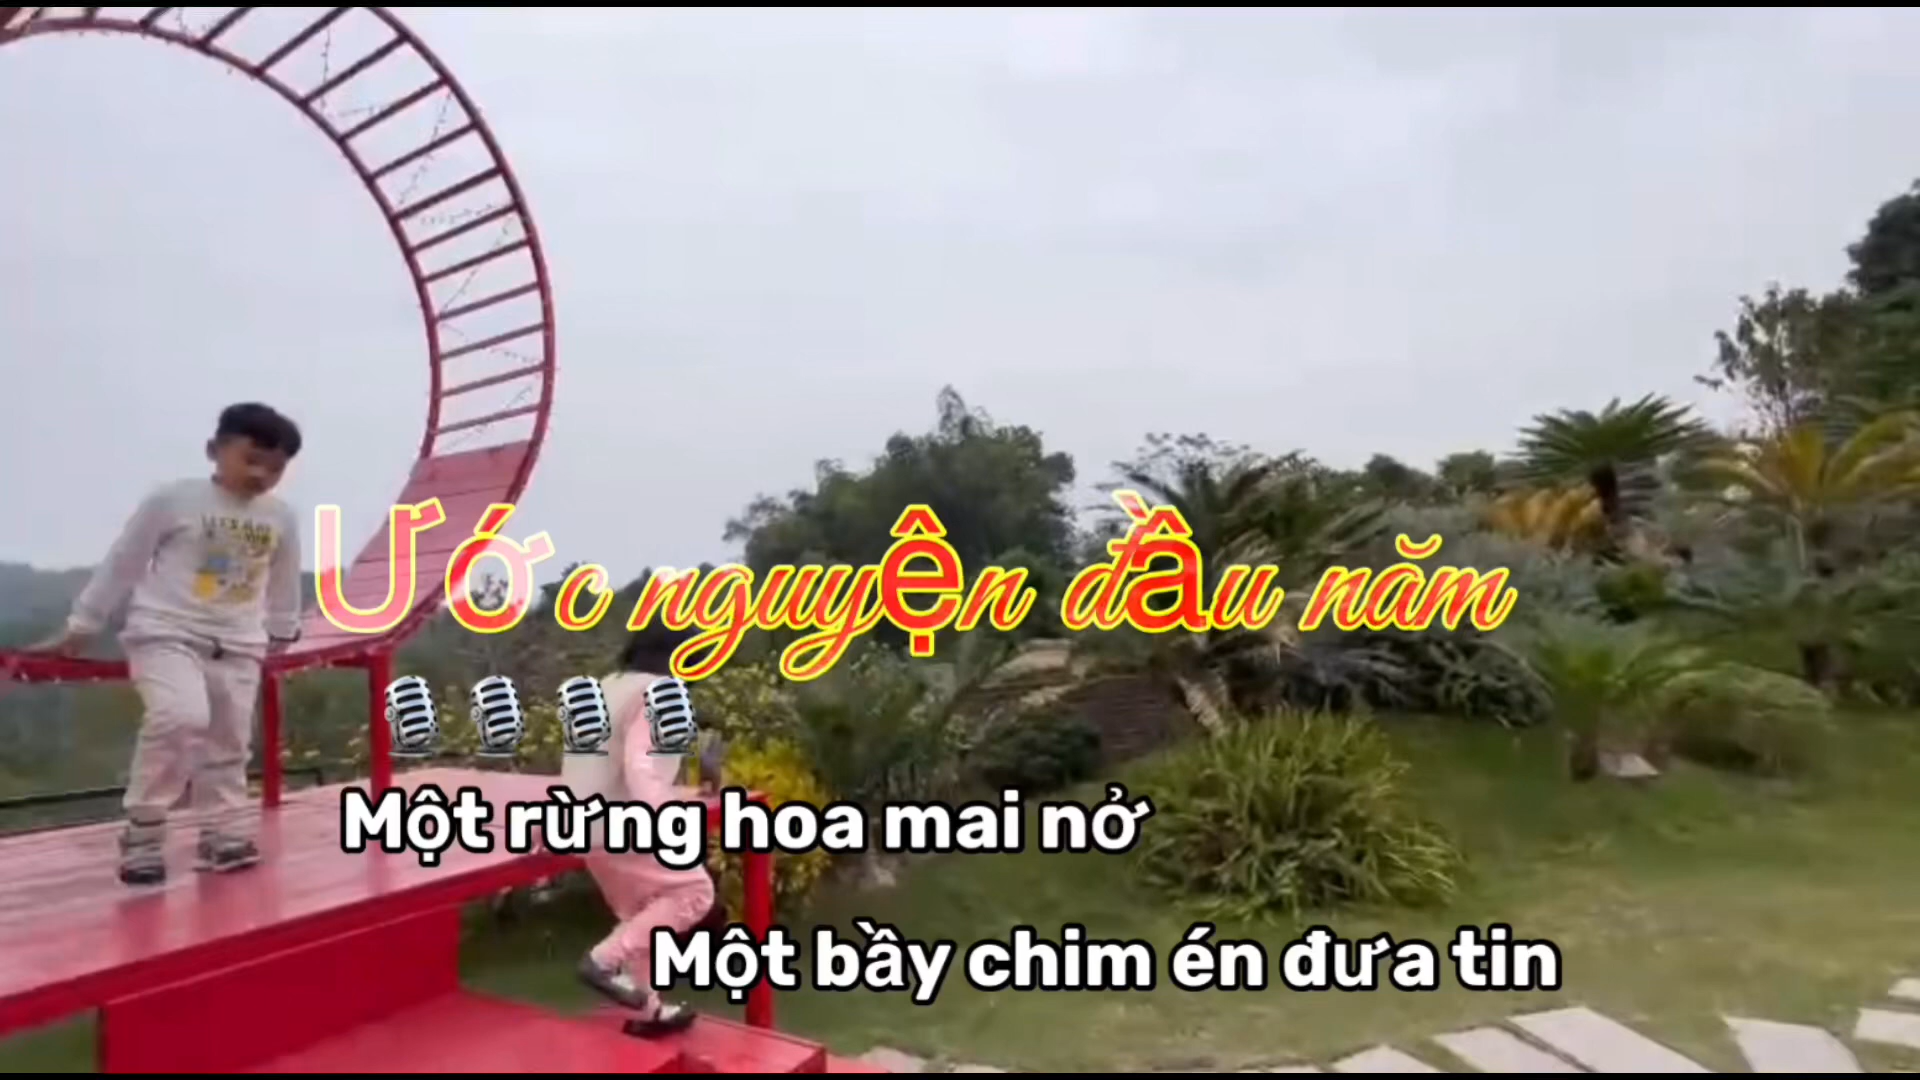 Ước nguyện đầu năm
Một rừng hoa mai nở
Một bầy chim én đưa tin